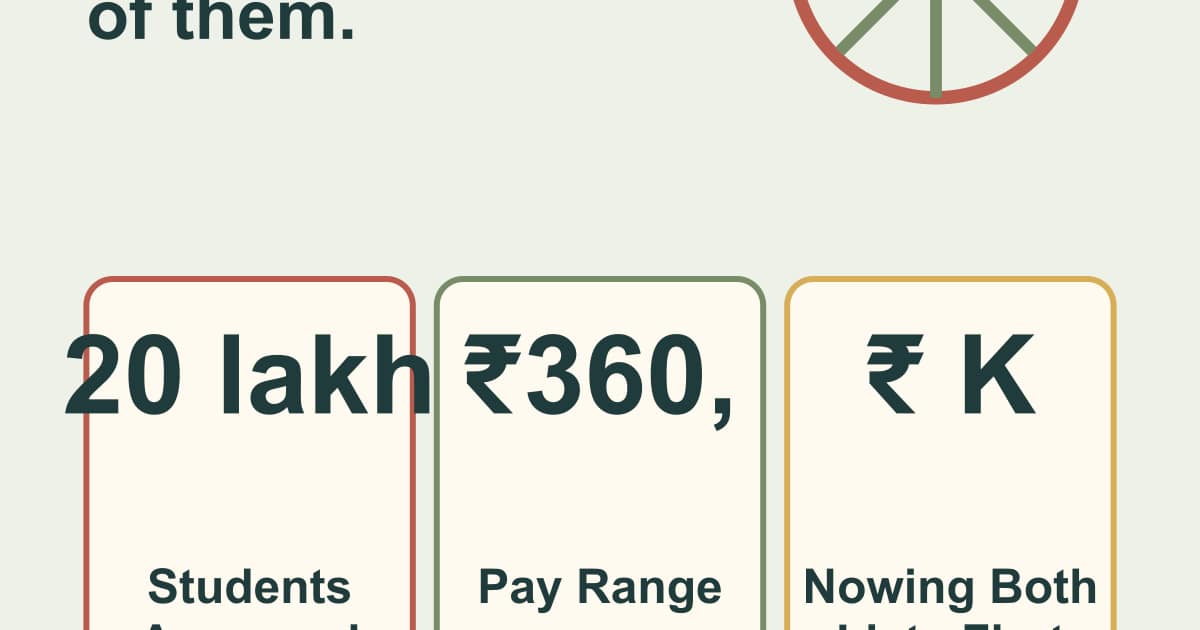 of them.
20 lakh
₹360,
₹ K
Students
Pay Range
Nowing Both